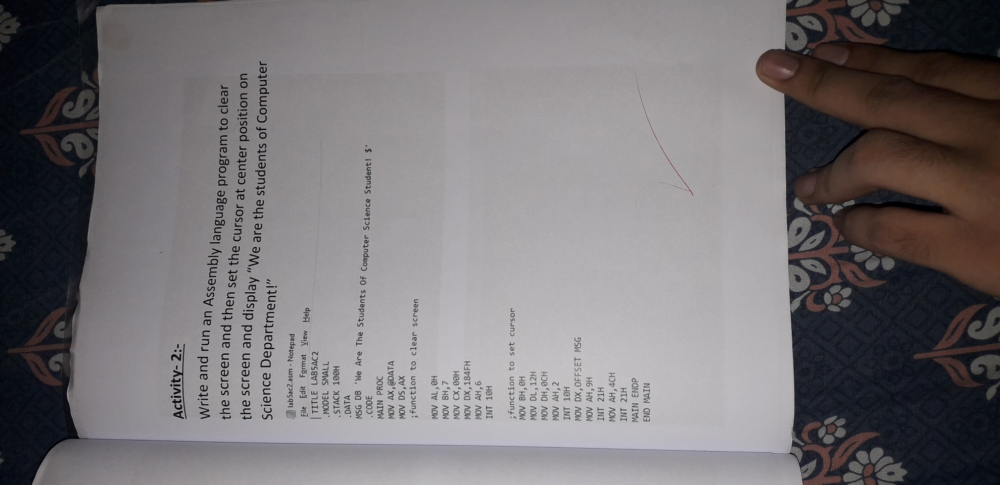 Activity- 2:-
Write and run an Assembly language program to clear
the screen and then set the cursor at center position on
the screen and display “We are the students of Computer
Science Department!”
lab5ac2.asm - Notepad
File Edit Format View Help
TITLE LAB5AC2
.MODEL SMALL
.STACK 100H
.DATA
MSG DB 'We Are The Students Of Computer Science Student! $'
.CODE
MAIN PROC
MOV AX,@DATA
MOV DS,AX
;function to clear screen
MOV AL,0H
MOV BH,7
MOV CX,00H
MOV DX,184FH
MOV AH,6
INT 10H
;function to set cursor
MOV BH,0H
MOV DL,12H
MOV DH,0CH
MOV AH,2
INT 10H
MOV DX,OFFSET MSG
MOV AH,9H
INT 21H
MOV AH,4CH
INT 21H
MAIN ENDP
END MAIN